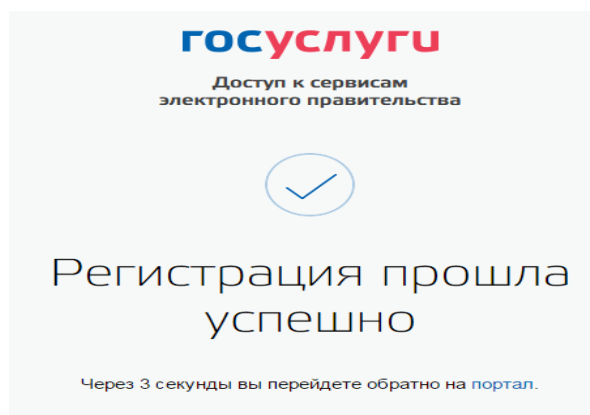 госуслуги
Доступ к сервисам
электронного правительства
Регистрация прошла
успешно
Через 3 секунды вы перейдете обратно на портал.